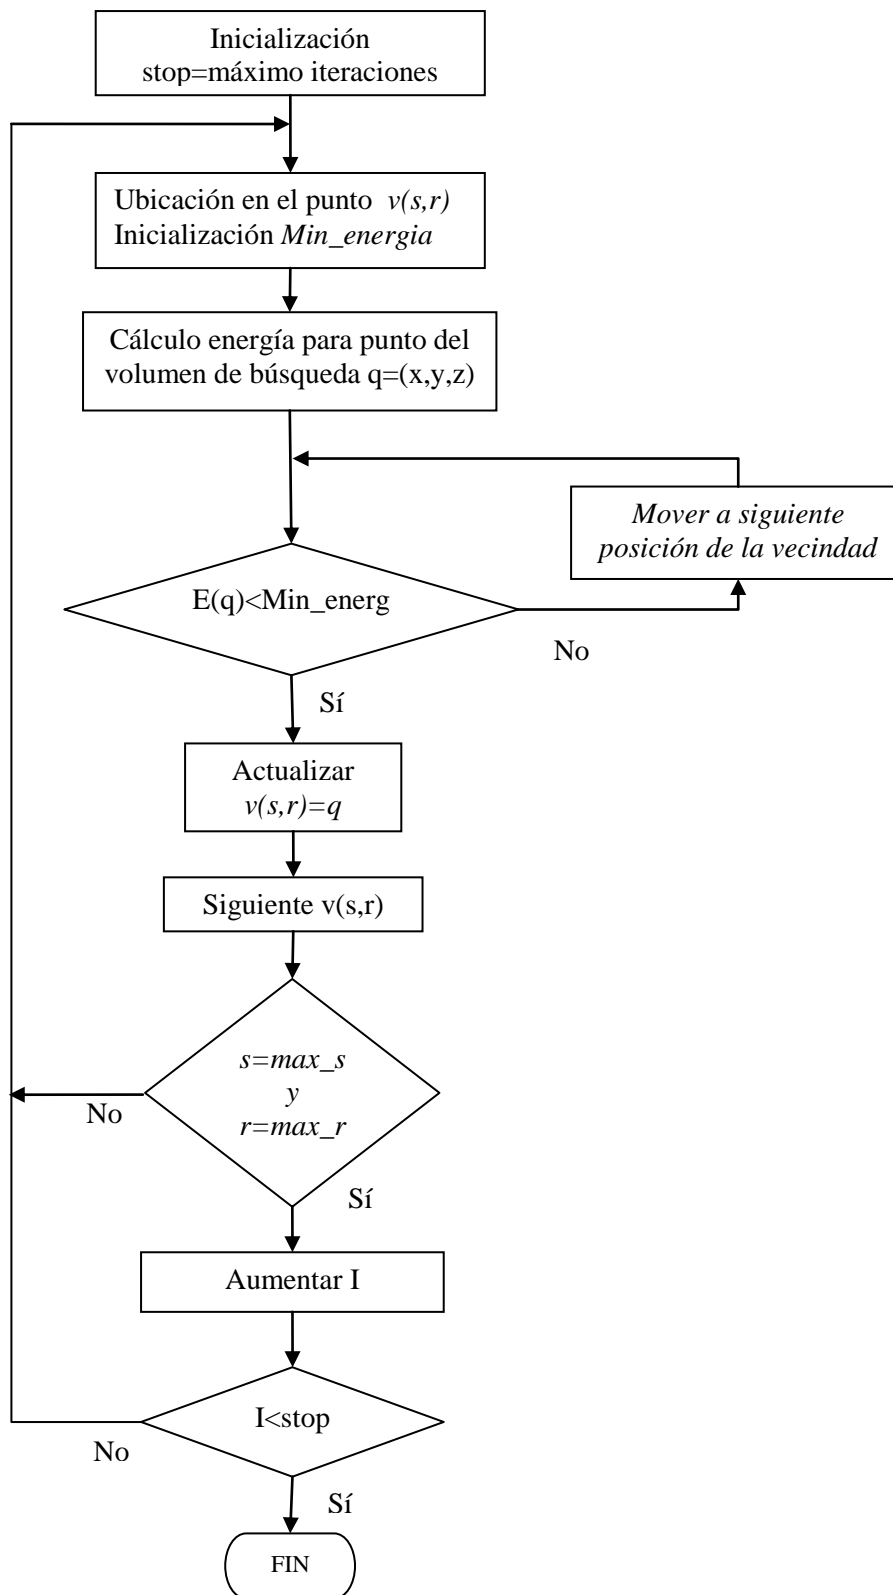 Inicialización
stop=máximo iteraciones
Ubicación en el punto v(s,r)
Inicialización Min_energia
Cálculo energía para punto del
volumen de búsqueda q=(x,y,z)
Mover a siguiente
posición de la vecindad
E(q)<Min_energ
No
Sí
Actualizar
v(s,r)=q
Siguiente v(s,r)
s=max_s
y
r=max_r
No
Sí
Aumentar I
I<stop
No
Sí
FIN